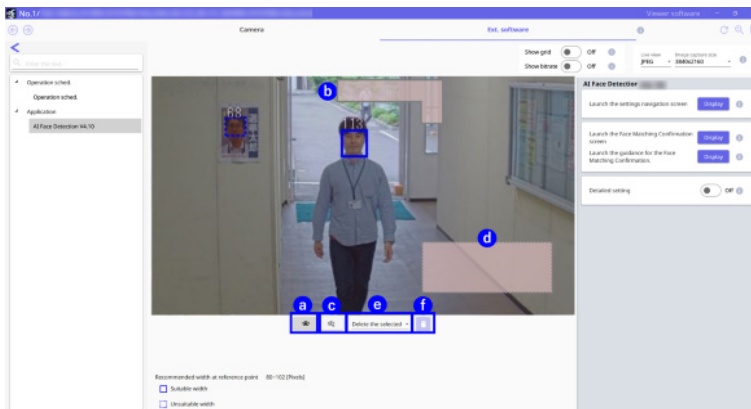 No.1/
Viewer software
Camera
Ext. software
Show grid
Off
Show bitrate
Off
Live view
JPEG
Image capture size
3840x2160
Operation sched.
Operation sched.
Application
AI Face Detection V4.10
b
88
113
d
a
c
e
f
Delete the selected
Recommended width at reference point 80~102 [Pixels]
Suitable width
Unsuitable width
AI Face Detection
Launch the settings navigation screen
Display
Launch the Face Matching Confirmation
screen
Display
Launch the guidance for the Face
Matching Confirmation.
Display
Detailed setting
Off